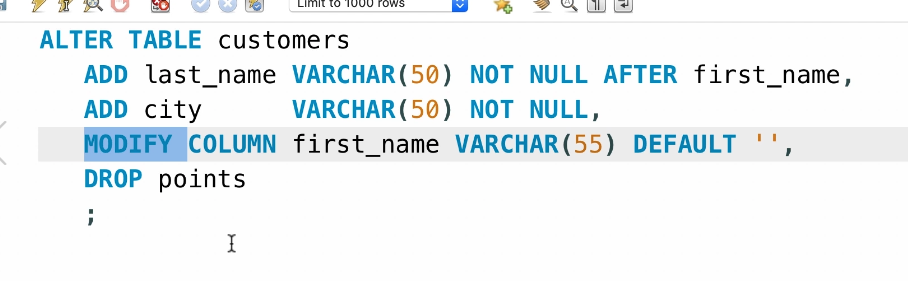 Limit to 1000 rows
ALTER TABLE customers
ADD last_name VARCHAR(50) NOT NULL AFTER first_name,
ADD city VARCHAR(50) NOT NULL,
MODIFY COLUMN first_name VARCHAR(55) DEFAULT '',
DROP points
;